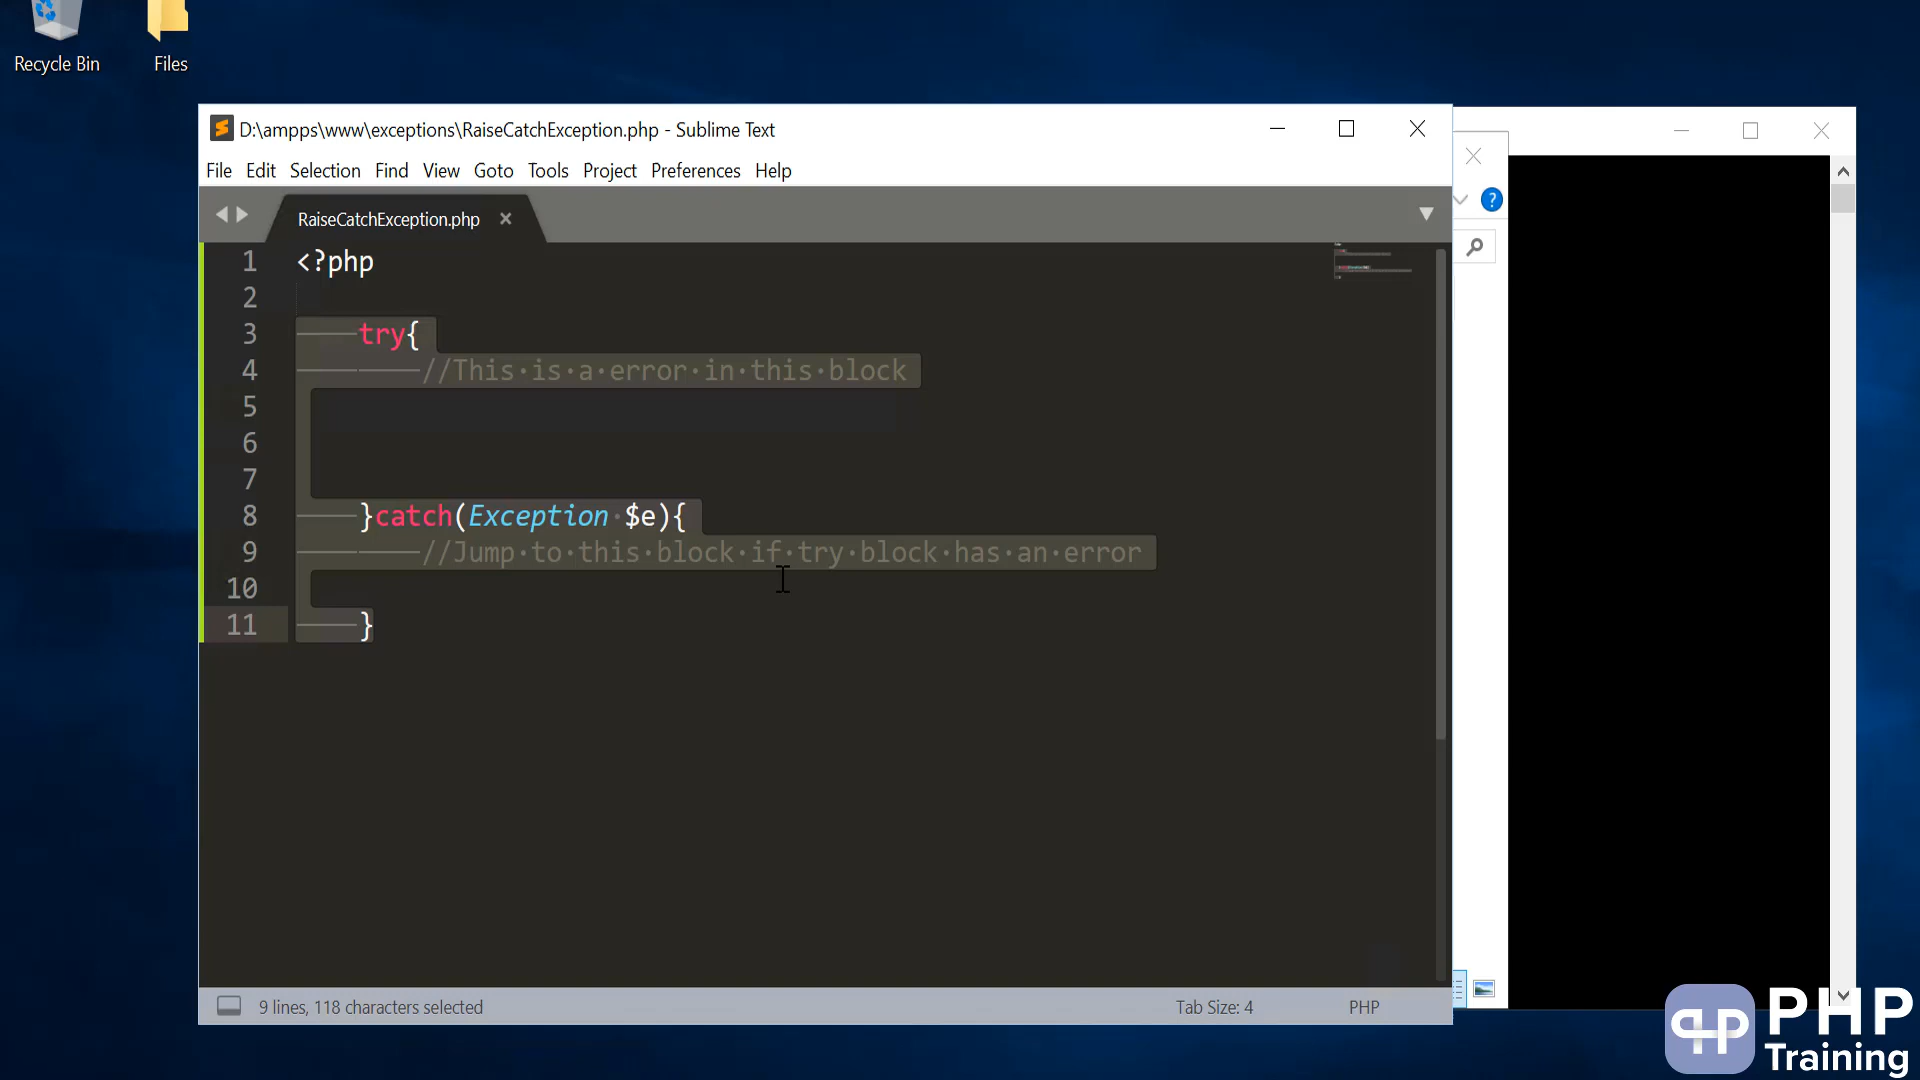 Recycle Bin
Files
D:\ampps\www\exceptions\RaiseCatchException.php - Sublime Text
File Edit Selection Find View Goto Tools Project Preferences Help
RaiseCatchException.php
1 <?php
2
3 try{
4 //This is a error in this block
5
6
7
8 }catch(Exception $e){
9 //Jump to this block if try block has an error
10
11 }
9 lines, 118 characters selected
Tab Size: 4
PHP
PHP
Training